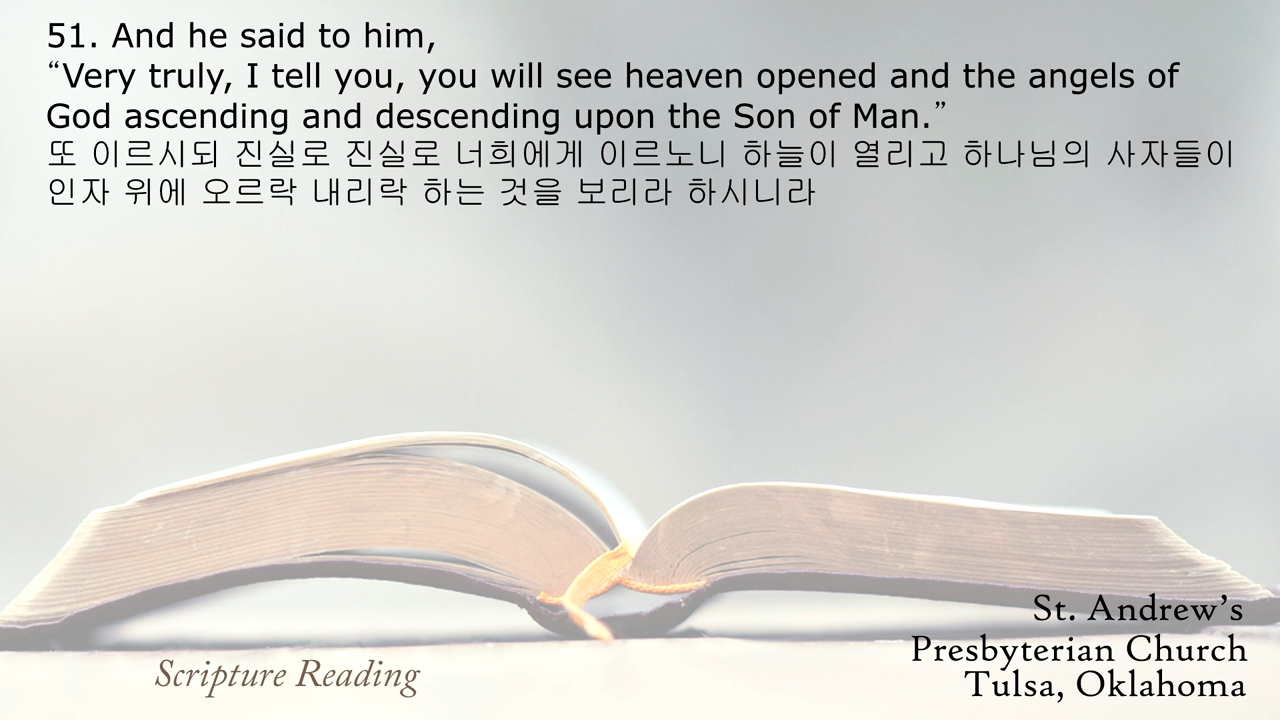 51. And he said to him,
“Very truly, I tell you, you will see heaven opened and the angels of
God ascending and descending upon the Son of Man.”
또 이르시되 진실로 진실로 너희에게 이르노니 하늘이 열리고 하나님의 사자들이
인자 위에 오르락 내리락 하는 것을 보리라 하시니라
St. Andrew’s
Presbyterian Church
Tulsa, Oklahoma
Scripture Reading